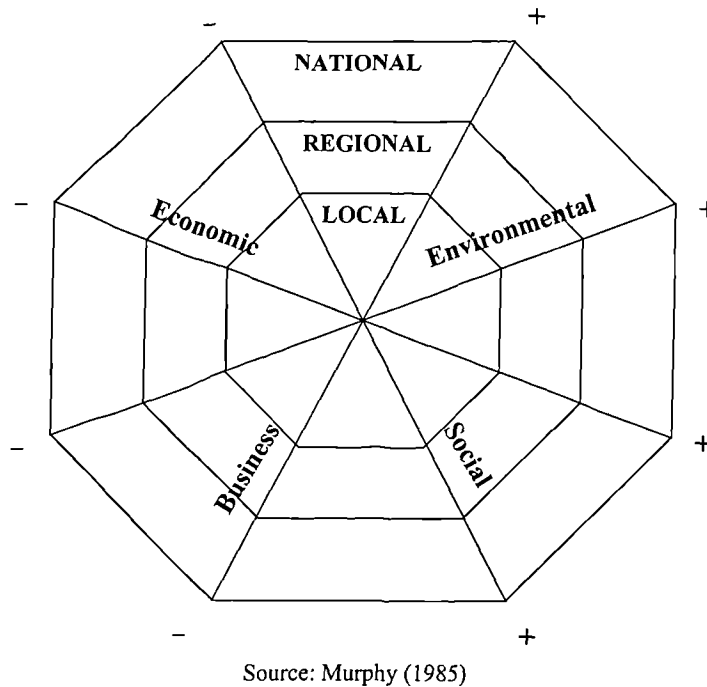 – +
NATIONAL
REGIONAL
– Economic LOCAL Environmental +
– Business Social +
– +
Source: Murphy (1985)